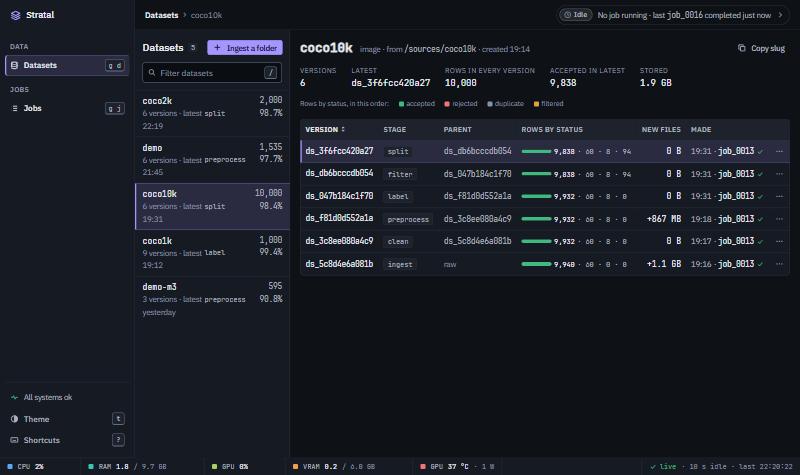 Stratal
DATA
Datasets g d
JOBS
Jobs g j
All systems ok
Theme t
Shortcuts ?
Datasets › coco10k
Idle No job running · last job_0016 completed just now ›
Datasets 5 + Ingest a folder
Filter datasets /
coco2k 2,000
6 versions · latest split 98.7%
22:19
demo 1,535
6 versions · latest preprocess 97.7%
21:45
coco10k 10,000
6 versions · latest split 98.4%
19:31
coco1k 1,000
9 versions · latest label 99.4%
19:12
demo-m3 595
3 versions · latest preprocess 90.8%
yesterday
coco10k image · from /sources/coco10k · created 19:14 Copy slug
VERSIONS LATEST ROWS IN EVERY VERSION ACCEPTED IN LATEST STORED
6 ds_3f6fcc420a27 10,000 9,838 1.9 GB
Rows by status, in this order: accepted rejected duplicate filtered
VERSION STAGE PARENT ROWS BY STATUS NEW FILES MADE
ds_3f6fcc420a27 split ds_db6bcccdb054 9,838 · 60 · 8 · 94 0 B 19:31 · job_0013 ✓ ···
ds_db6bcccdb054 filter ds_047b184c1f70 9,838 · 60 · 8 · 94 0 B 19:31 · job_0013 ✓ ···
ds_047b184c1f70 label ds_f81d0d552a1a 9,932 · 60 · 8 · 0 0 B 19:31 · job_0013 ✓ ···
ds_f81d0d552a1a preprocess ds_3c8ee080a4c9 9,932 · 60 · 8 · 0 +867 MB 19:18 · job_0013 ✓ ···
ds_3c8ee080a4c9 clean ds_5c8d4e6a081b 9,932 · 60 · 8 · 0 0 B 19:17 · job_0013 ✓ ···
ds_5c8d4e6a081b ingest raw 9,940 · 60 · 0 · 0 +1.1 GB 19:16 · job_0013 ✓ ···
CPU 2% RAM 1.8 / 9.7 GB GPU 0% VRAM 0.2 / 6.0 GB GPU 37 °C · 1 W ✓ live · 10 s idle · last 22:20:22